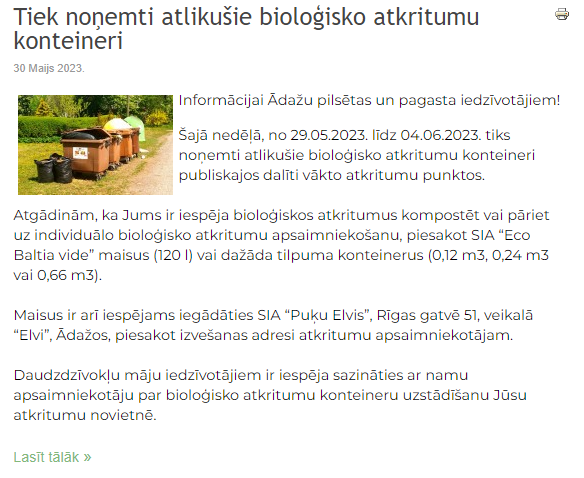 Tiek noņemti atlikušie bioloģisko atkritumu
konteineri
30 Maijs 2023.
Informācijai Ādažu pilsētas un pagasta iedzīvotājiem!
Šajā nedēļā, no 29.05.2023. līdz 04.06.2023. tiks
noņemti atlikušie bioloģisko atkritumu konteineri
publiskajos dalīti vākto atkritumu punktos.
Atgādinām, ka Jums ir iespēja bioloģiskos atkritumus kompostēt vai pāriet
uz individuālo bioloģisko atkritumu apsaimniekošanu, piesakot SIA “Eco
Baltia vide” maisus (120 l) vai dažāda tilpuma konteinerus (0,12 m3, 0,24 m3
vai 0,66 m3).
Maisus ir arī iespējams iegādāties SIA “Puķu Elvis”, Rīgas gatvē 51, veikalā
“Elvi”, Ādažos, piesakot izvešanas adresi atkritumu apsaimniekotājam.
Daudzdzīvokļu māju iedzīvotājiem ir iespēja sazināties ar namu
apsaimniekotāju par bioloģisko atkritumu konteineru uzstādīšanu Jūsu
atkritumu novietnē.
Lasīt tālāk »